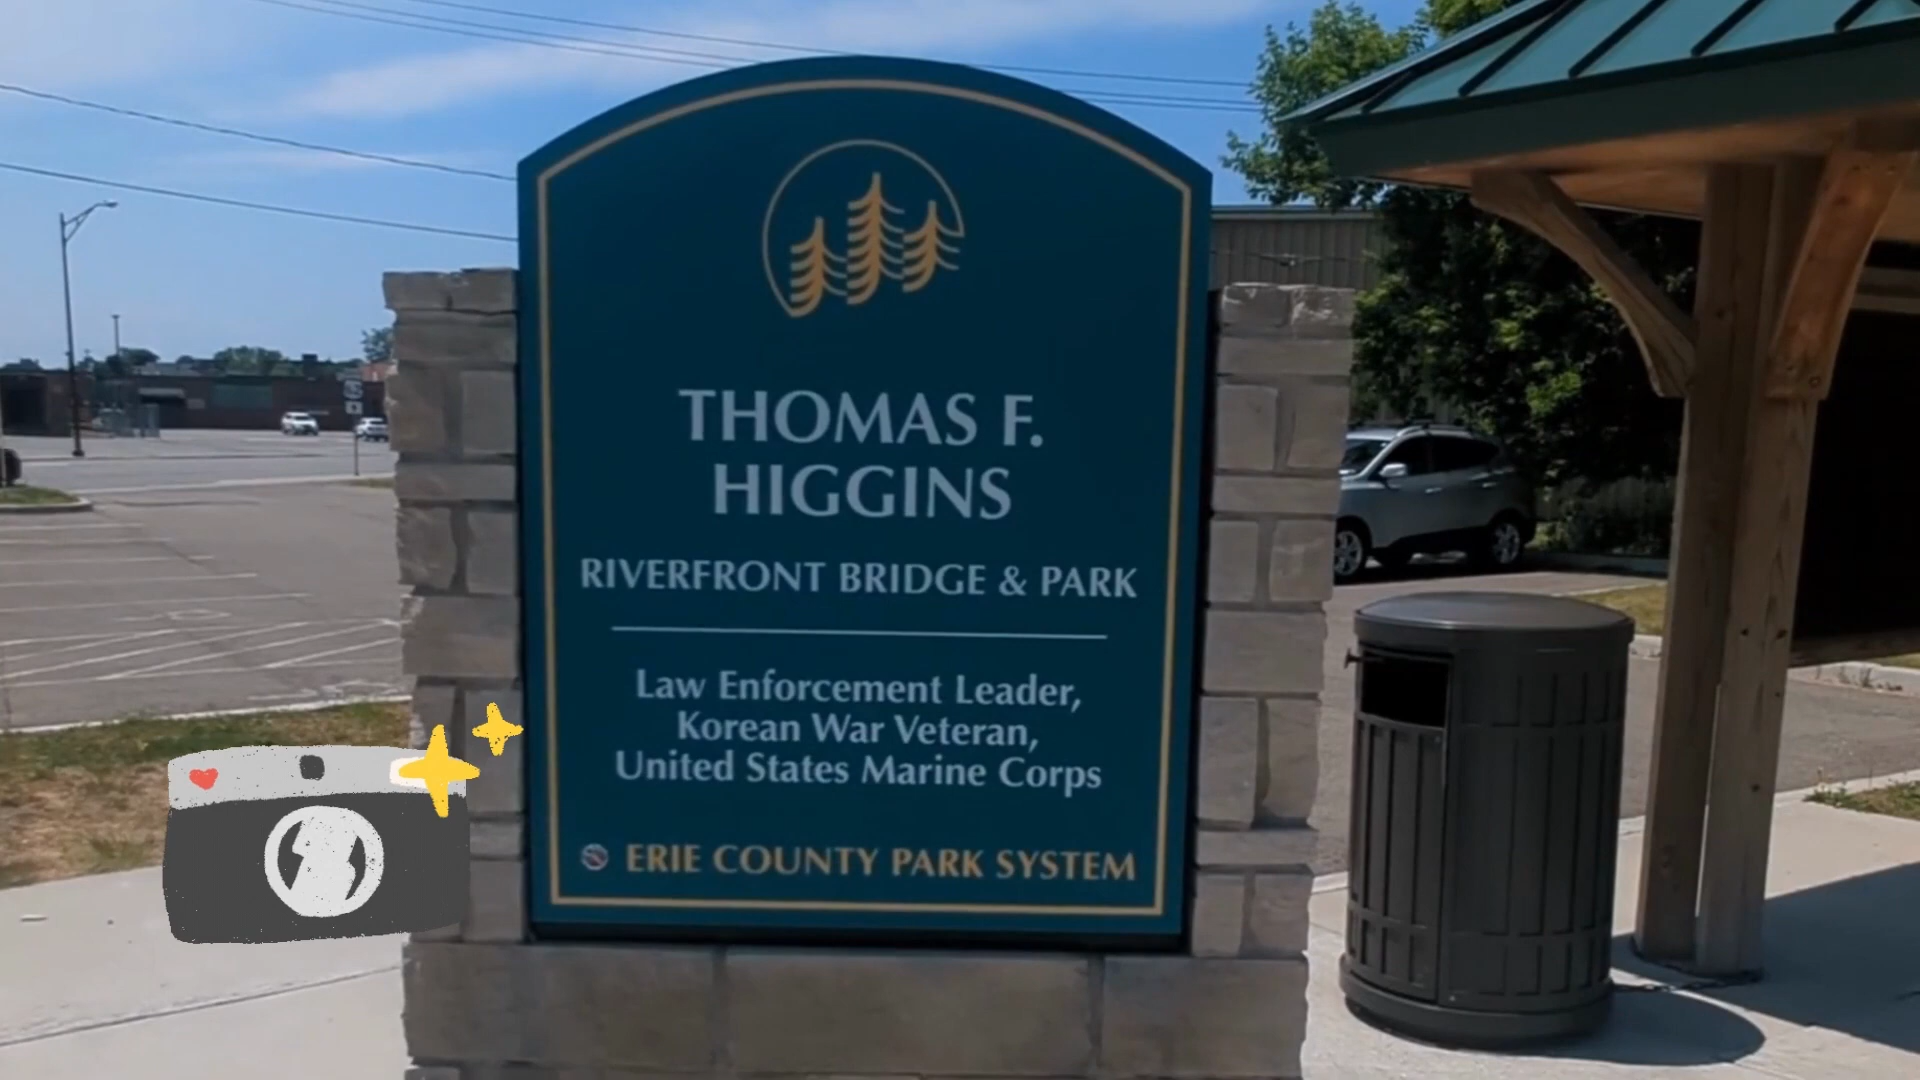 THOMAS F.
HIGGINS
RIVERFRONT BRIDGE & PARK
Law Enforcement Leader,
Korean War Veteran,
United States Marine Corps
ERIE COUNTY PARK SYSTEM